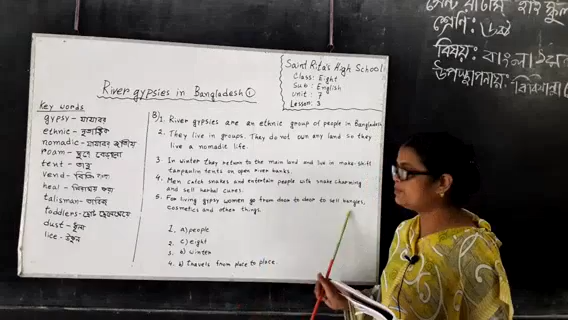 River gypsies in Bangladesh ①
Saint Rita's High School
Class: Eight
Sub: English
Unit: 7
Lesson: 3
Key words
gypsy - যাযাবর
ethnic - নৃতাত্ত্বিক
nomadic - যাযাবর
roam - ঘুরে বেড়ানো
tent - তাবু
vend - বিক্রি করা
heal - নিরাময় করা
talisman - তাবিজ
toddlers - ছোট ছেলেমেয়ে
dust - ধুলা
lice - উকুন
B/1. River gypsies are an ethnic group of people in Bangladesh
2. They live in groups. They do not own any land so they
live a nomadic life.
3. In winter they return to the main land and live in make-shift
tarpaulin tents on open river banks.
4. Men catch snakes and entertain people with snake charming
and sell herbal cures.
5. For living gypsy women go from door to door to sell bangles,
cosmetics and other things.
1. A) people
2. c) eight
3. a) winter
4. b) travels from place to place.
হাই স্কুল
শ্রেণি:
বিষয়: বাংলা
উপস্থাপনায়: